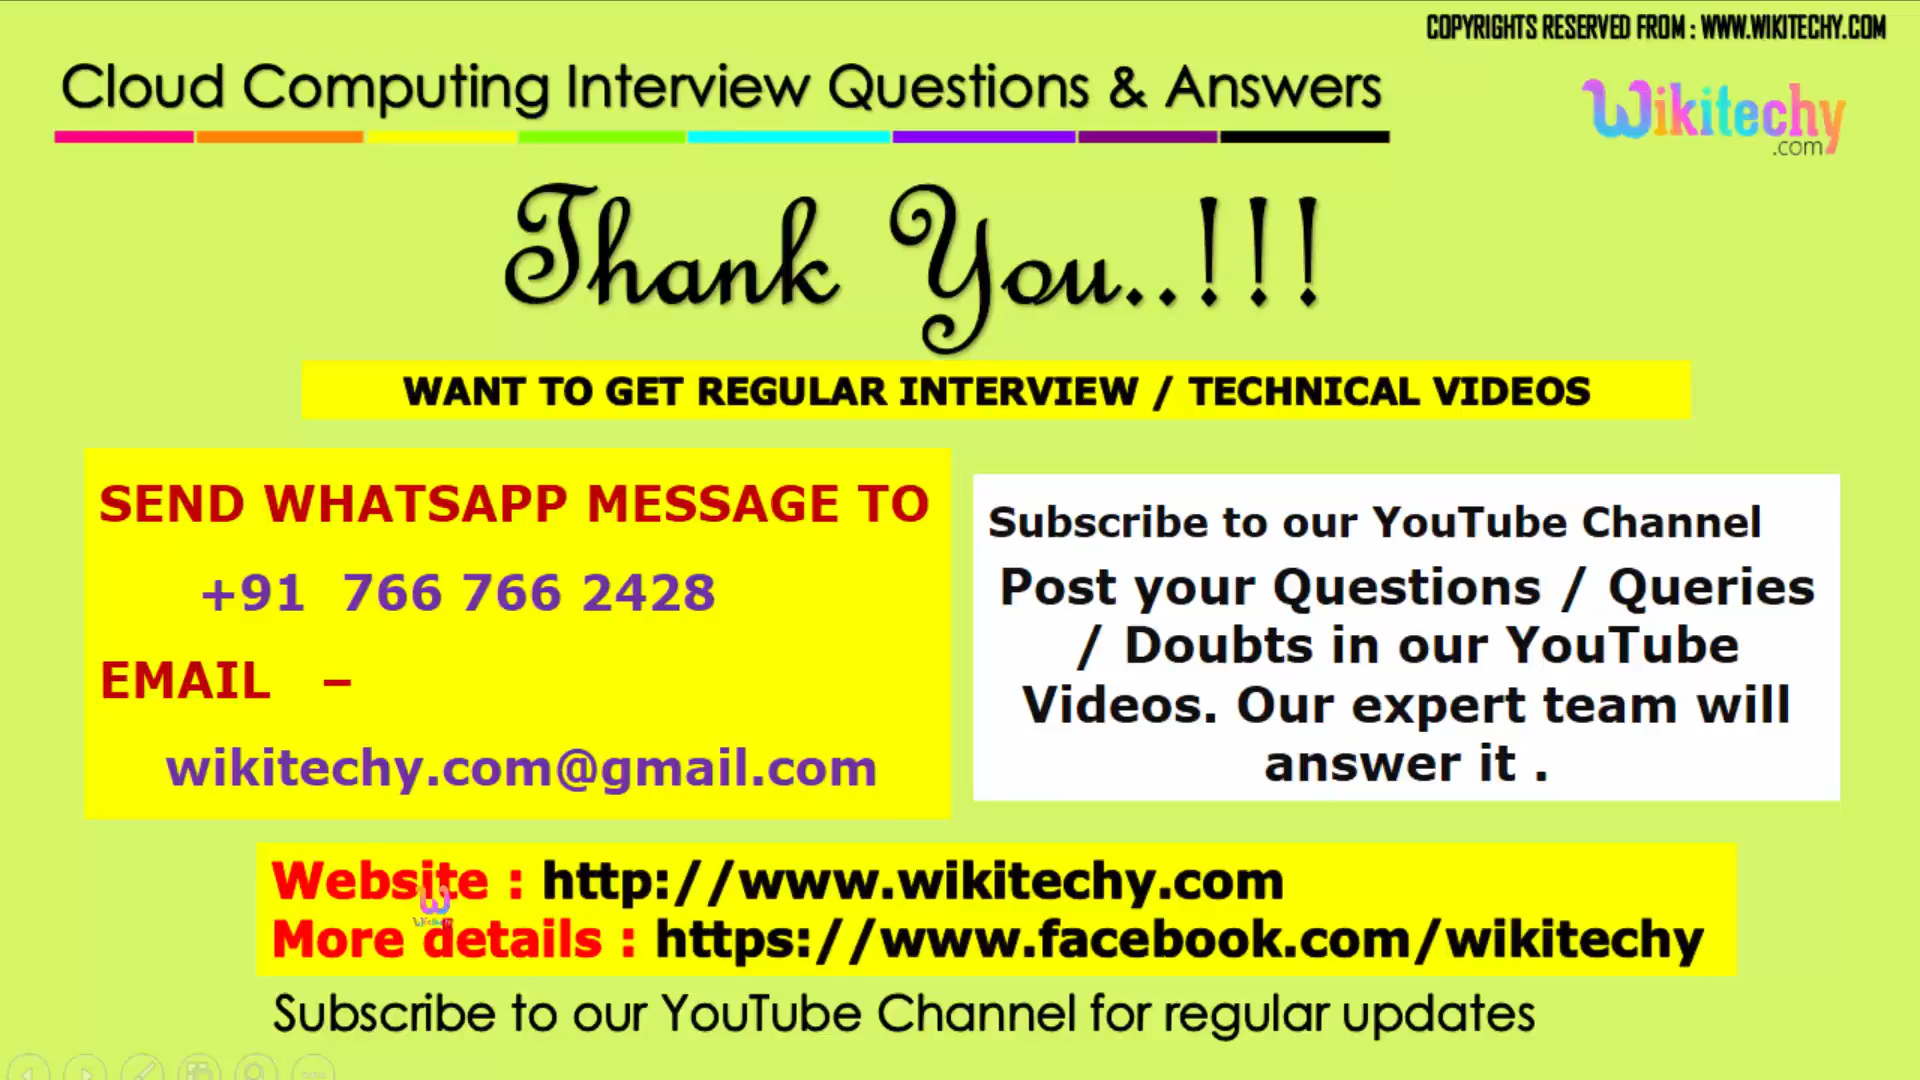 COPYRIGHTS RESERVED FROM : WWW.WIKITECHY.COM
Cloud Computing Interview Questions & Answers
Wikitechy
.com
Thank You..!!!
WANT TO GET REGULAR INTERVIEW / TECHNICAL VIDEOS
SEND WHATSAPP MESSAGE TO
+91 766 766 2428
EMAIL –
wikitechy.com@gmail.com
Subscribe to our YouTube Channel
Post your Questions / Queries
/ Doubts in our YouTube
Videos. Our expert team will
answer it .
Website : http://www.wikitechy.com
More details : https://www.facebook.com/wikitechy
Subscribe to our YouTube Channel for regular updates